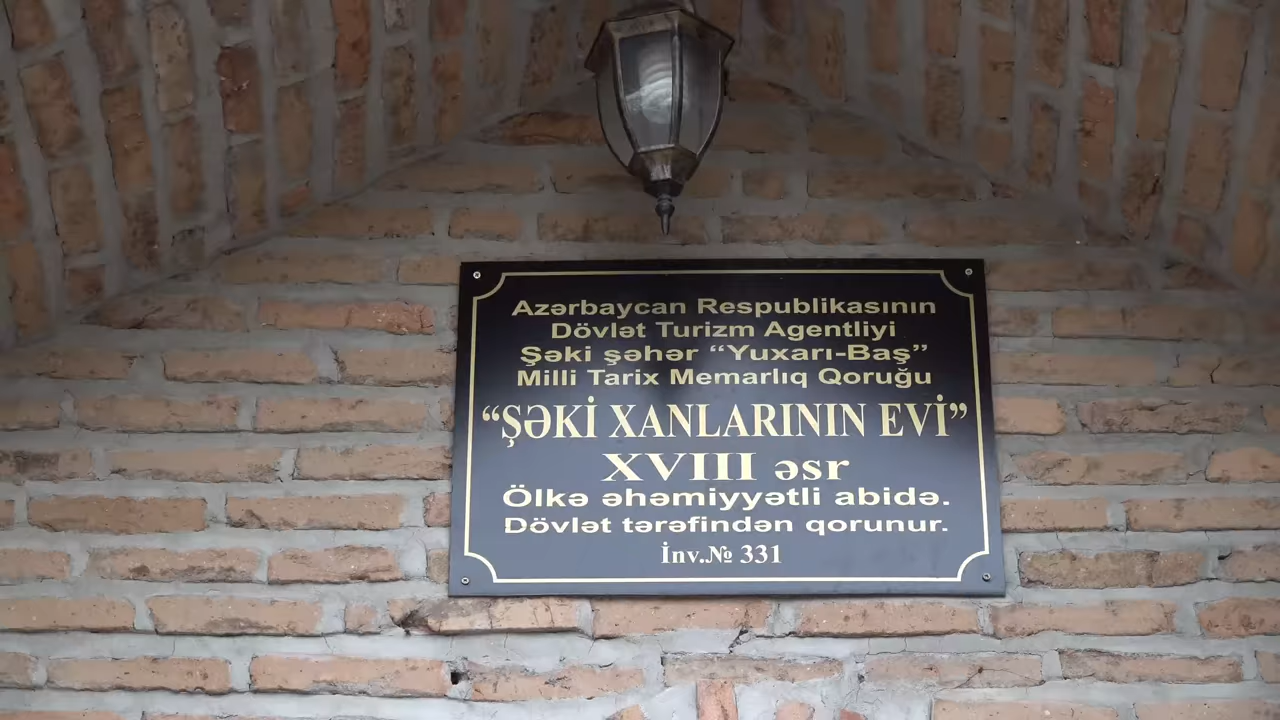 Azərbaycan Respublikasının
Dövlət Turizm Agentliyi
Şəki şəhər “Yuxarı-Baş”
Milli Tarix Memarlıq Qoruğu
“ŞƏKİ XANLARININ EVİ”
XVIII əsr
Ölkə əhəmiyyətli abidə.
Dövlət tərəfindən qorunur.
İnv.№ 331